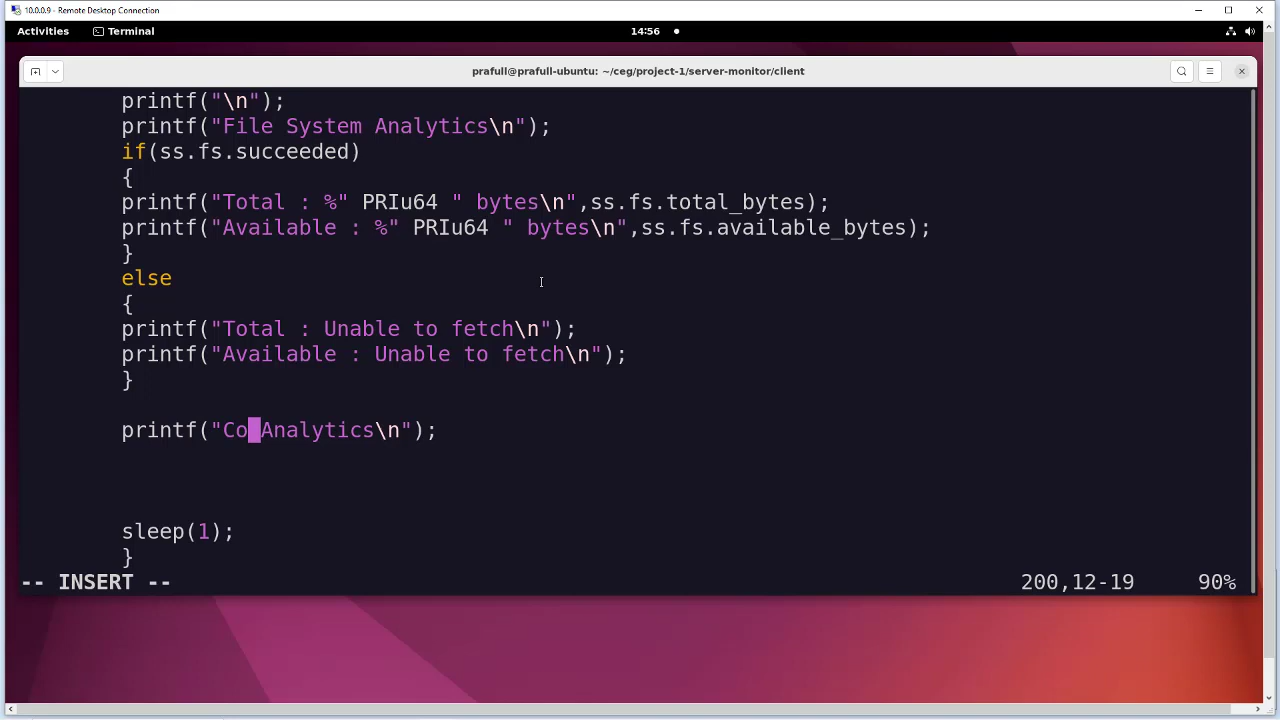 10.0.0.9 - Remote Desktop Connection
Activities Terminal 14:56
prafull@prafull-ubuntu: ~/ceg/project-1/server-monitor/client
printf("\n");
printf("File System Analytics\n");
if(ss.fs.succeeded)
{
printf("Total : %" PRIu64 " bytes\n",ss.fs.total_bytes);
printf("Available : %" PRIu64 " bytes\n",ss.fs.available_bytes);
}
else
{
printf("Total : Unable to fetch\n");
printf("Available : Unable to fetch\n");
}
printf("Co Analytics\n");
sleep(1);
}
-- INSERT -- 200,12-19 90%